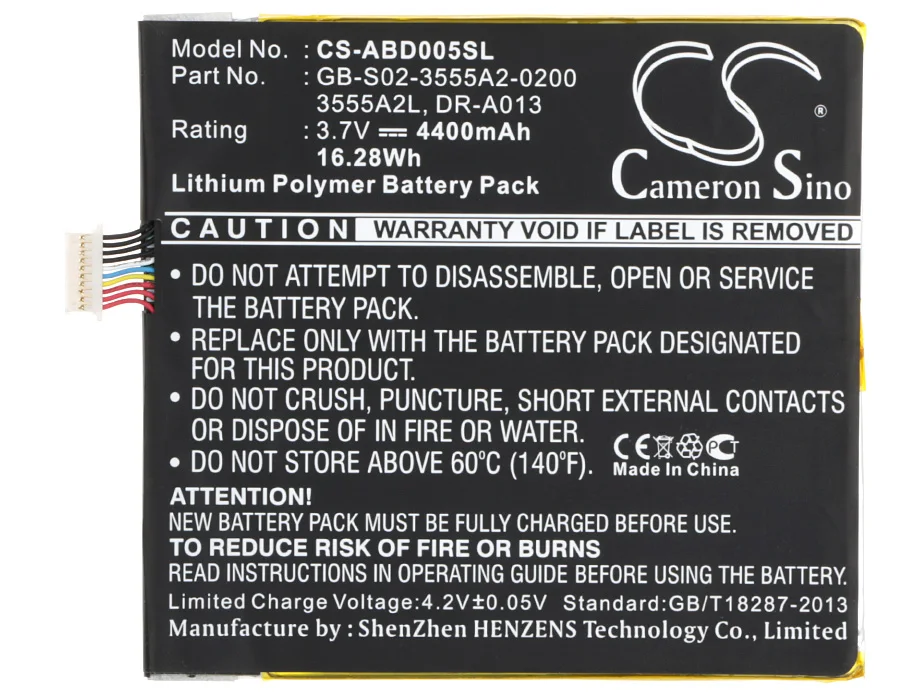 Model No. : CS-ABD005SL
Part No. : GB-S02-3555A2-0200
3555A2L, DR-A013
Rating : 3.7V ⎓ 4400mAh
16.28Wh
Lithium Polymer Battery Pack
CS ®
Cameron Sino
CAUTION WARRANTY VOID IF LABEL IS REMOVED
• DO NOT ATTEMPT TO DISASSEMBLE, OPEN OR SERVICE
THE BATTERY PACK.
• REPLACE ONLY WITH THE BATTERY PACK DESIGNATED
FOR THIS PRODUCT.
• DO NOT CRUSH, PUNCTURE, SHORT EXTERNAL CONTACTS
OR DISPOSE OF IN FIRE OR WATER.
• DO NOT STORE ABOVE 60°C (140°F).
CE PCT
Made In China
ATTENTION!
NEW BATTERY PACK MUST BE FULLY CHARGED BEFORE USE.
TO REDUCE RISK OF FIRE OR BURNS
READ INSTRUCTIONS IN OPERATING GUIDE BEFORE USING THE BATTERY.
Limited Charge Voltage:4.2V±0.05V Standard:GB/T18287-2013
Manufacture by : ShenZhen HENZENS Technology Co., Limited